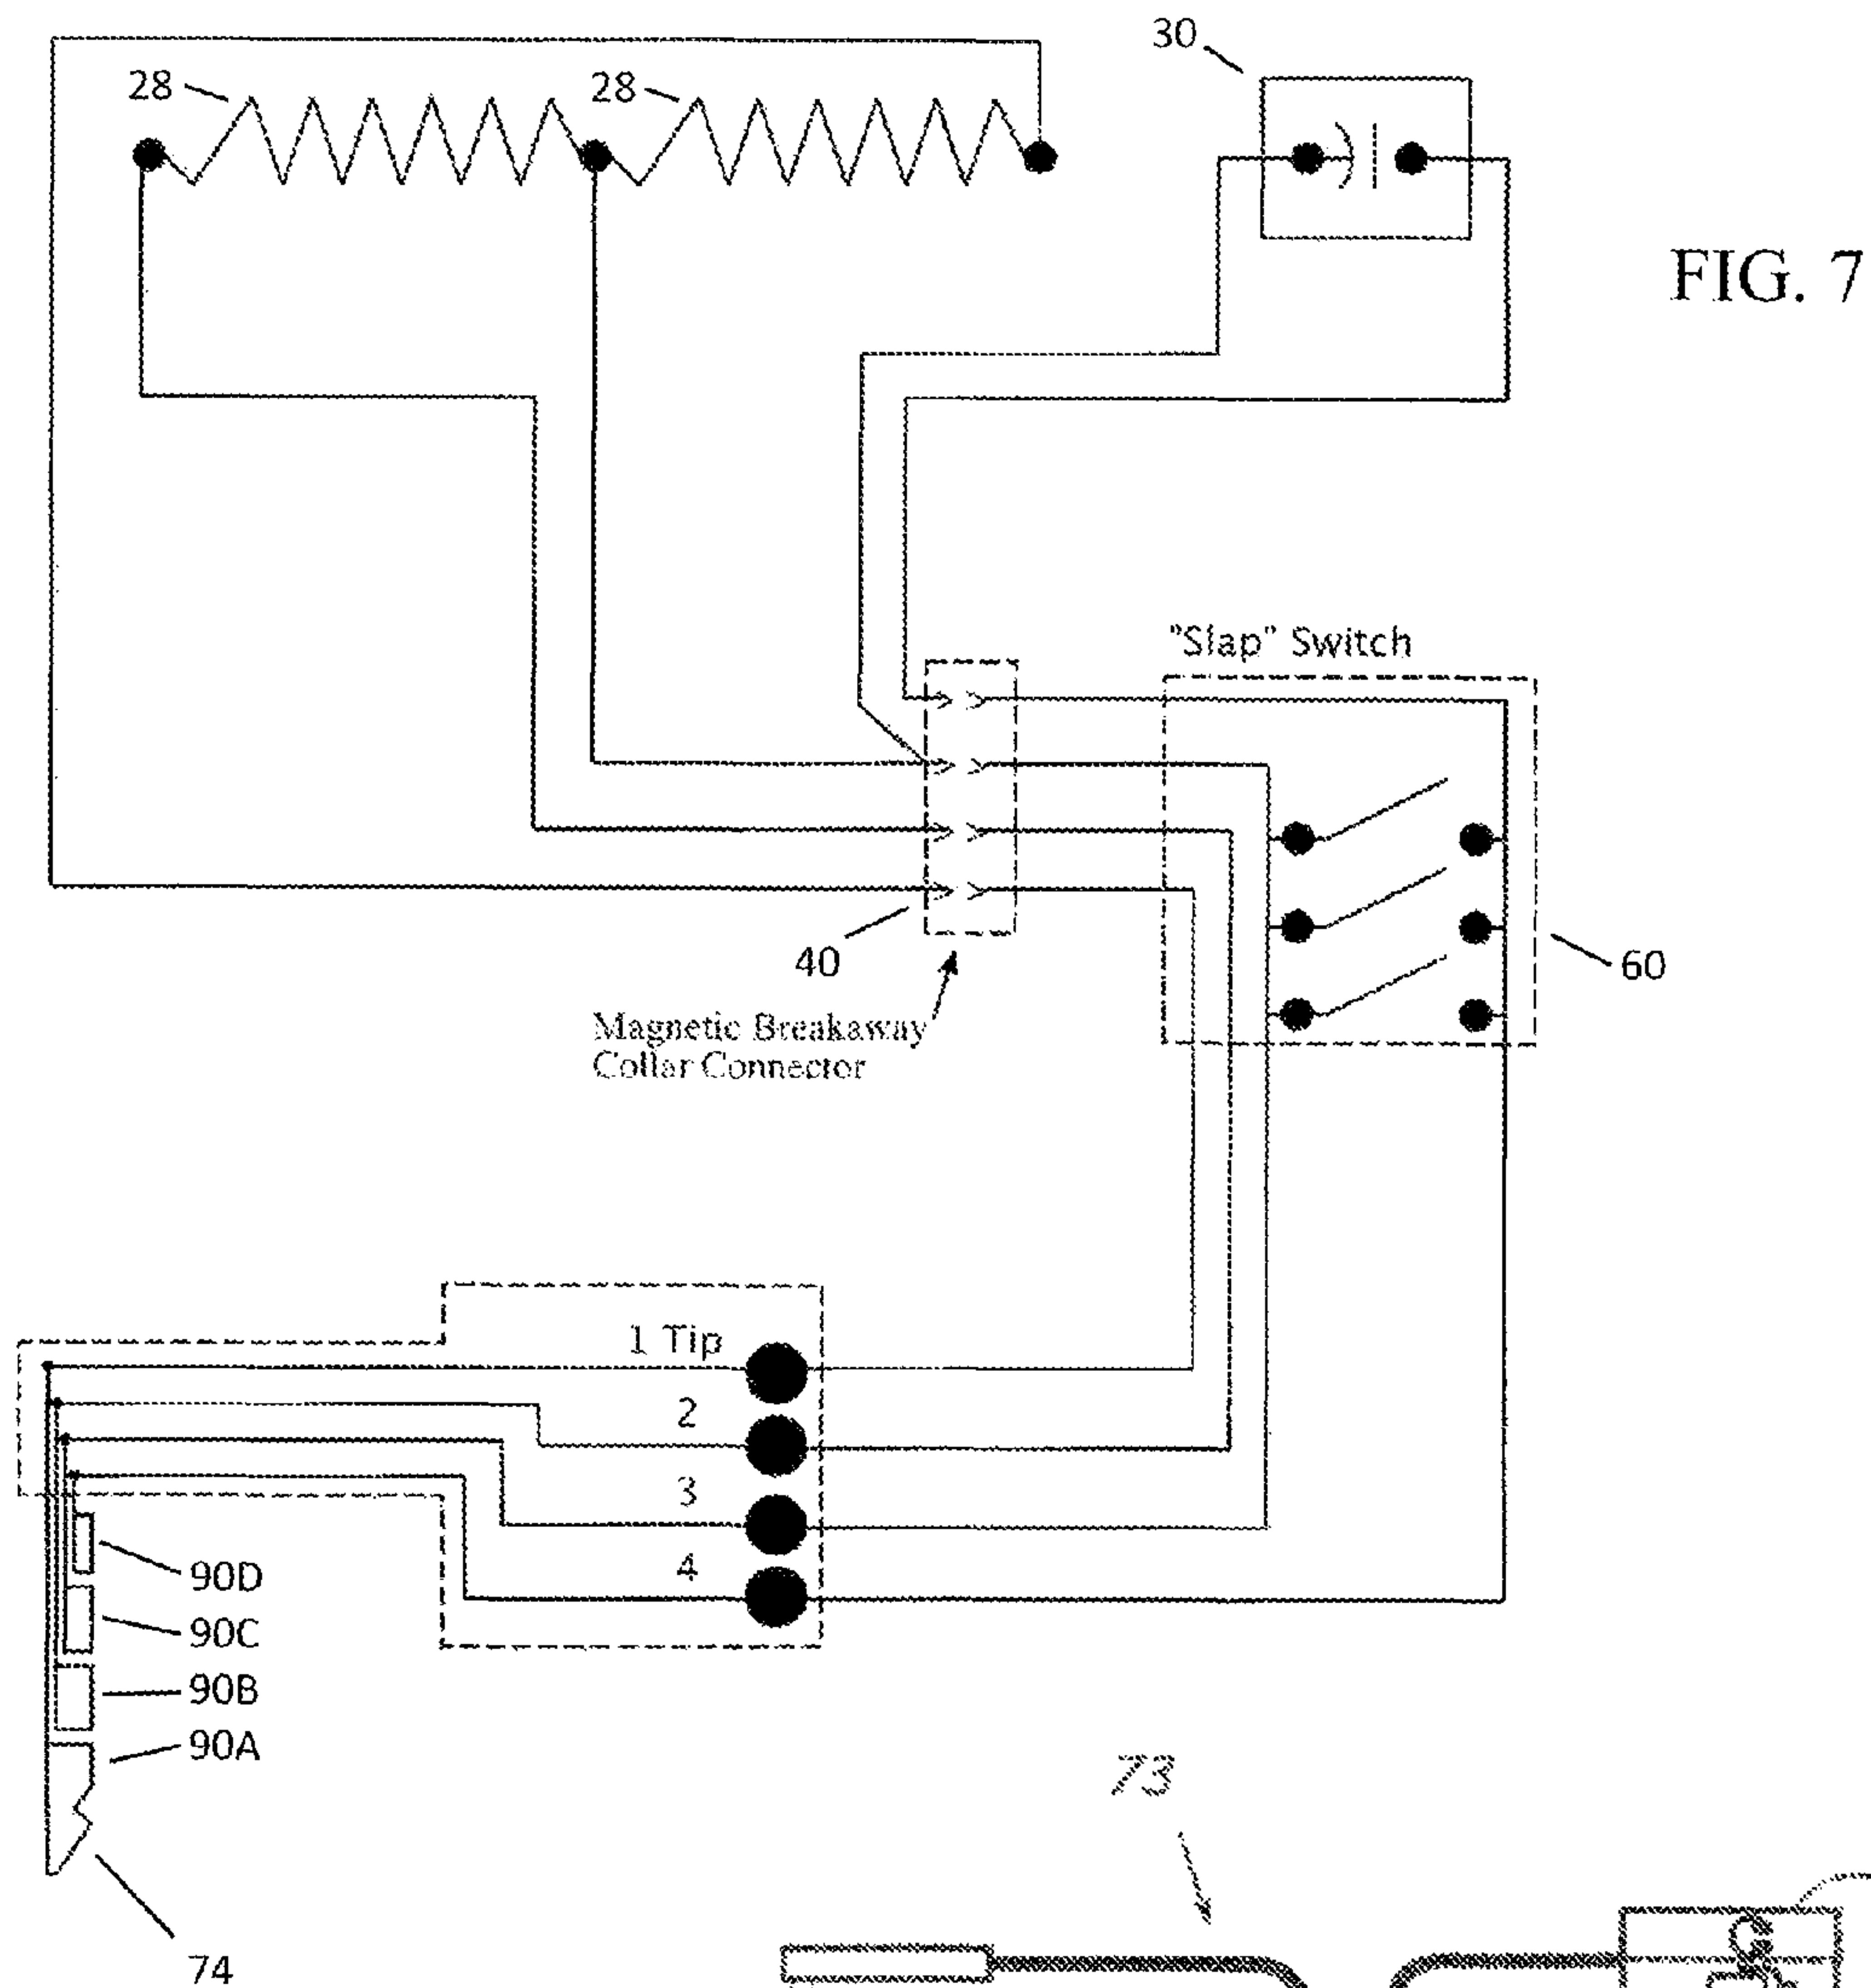 30
28
28
FIG. 7
"Slap" Switch
40
60
Magnetic Breakaway
Collar Connector
1 Tip
2
3
4
90D
90C
90B
90A
73
74